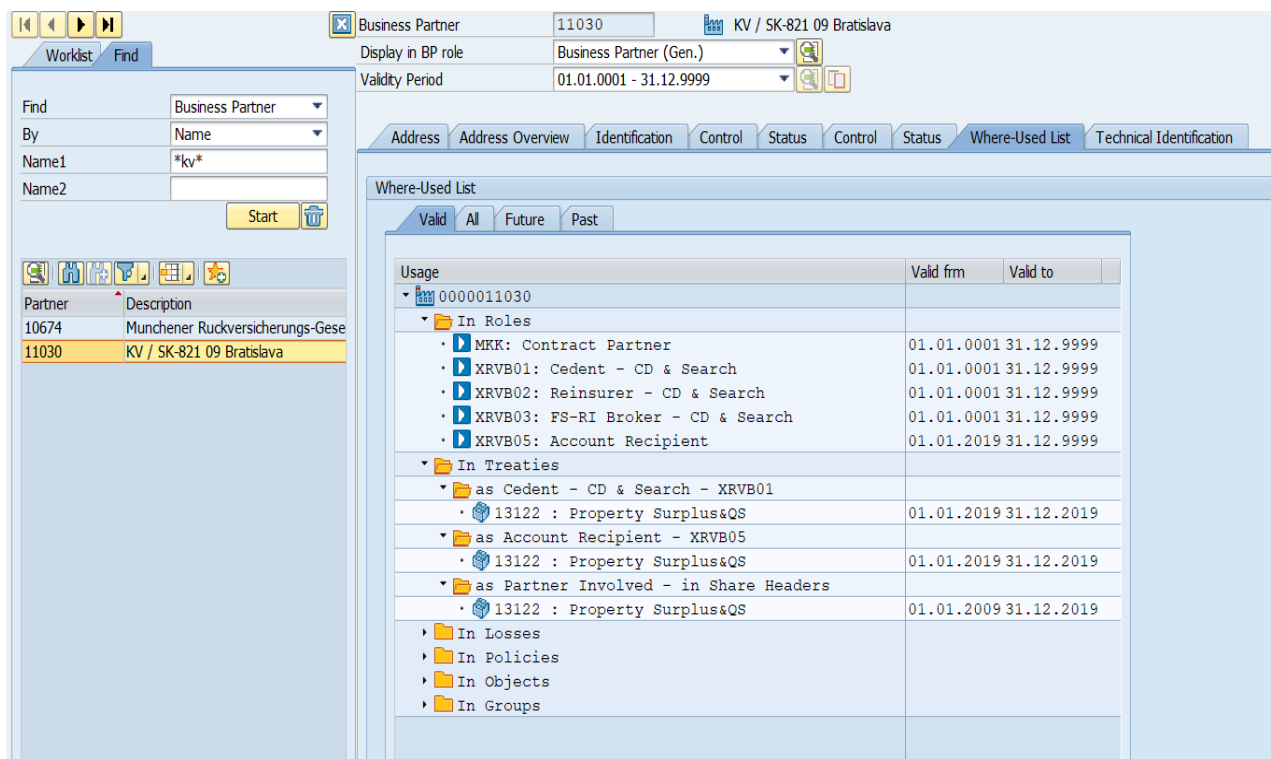 Business Partner 11030 KV / SK-821 09 Bratislava
Worklist Find
Display in BP role Business Partner (Gen.)
Validity Period 01.01.0001 - 31.12.9999
Find Business Partner
By Name
Name1 *kv*
Name2
Start
Address Address Overview Identification Control Status Control Status Where-Used List Technical Identification
Where-Used List
Valid All Future Past
Partner Description
10674 Munchener Ruckversicherungs-Gese
11030 KV / SK-821 09 Bratislava
Usage Valid frm Valid to
0000011030
In Roles
MKK: Contract Partner 01.01.0001 31.12.9999
XRVB01: Cedent - CD & Search 01.01.0001 31.12.9999
XRVB02: Reinsurer - CD & Search 01.01.0001 31.12.9999
XRVB03: FS-RI Broker - CD & Search 01.01.0001 31.12.9999
XRVB05: Account Recipient 01.01.2019 31.12.9999
In Treaties
as Cedent - CD & Search - XRVB01
13122 : Property Surplus&QS 01.01.2019 31.12.2019
as Account Recipient - XRVB05
13122 : Property Surplus&QS 01.01.2019 31.12.2019
as Partner Involved - in Share Headers
13122 : Property Surplus&QS 01.01.2009 31.12.2019
In Losses
In Policies
In Objects
In Groups